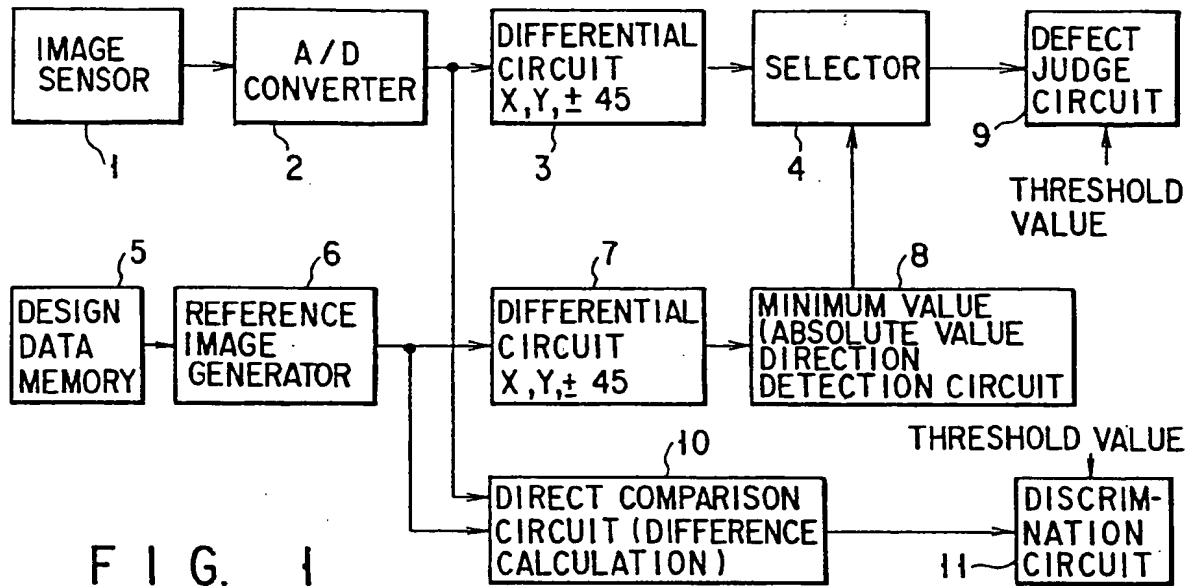 IMAGE
SENSOR
1
A/D
CONVERTER
2
DIFFERENTIAL
CIRCUIT
X, Y, ± 45
3
SELECTOR
4
DEFECT
JUDGE
CIRCUIT
9
THRESHOLD
VALUE
5
DESIGN
DATA
MEMORY
6
REFERENCE
IMAGE
GENERATOR
7
DIFFERENTIAL
CIRCUIT
X, Y, ± 45
8
MINIMUM VALUE
(ABSOLUTE VALUE
DIRECTION
DETECTION CIRCUIT
10
DIRECT COMPARISON
CIRCUIT (DIFFERENCE
CALCULATION)
THRESHOLD VALUE
DISCRIM-
NATION
CIRCUIT
11
FIG. 1